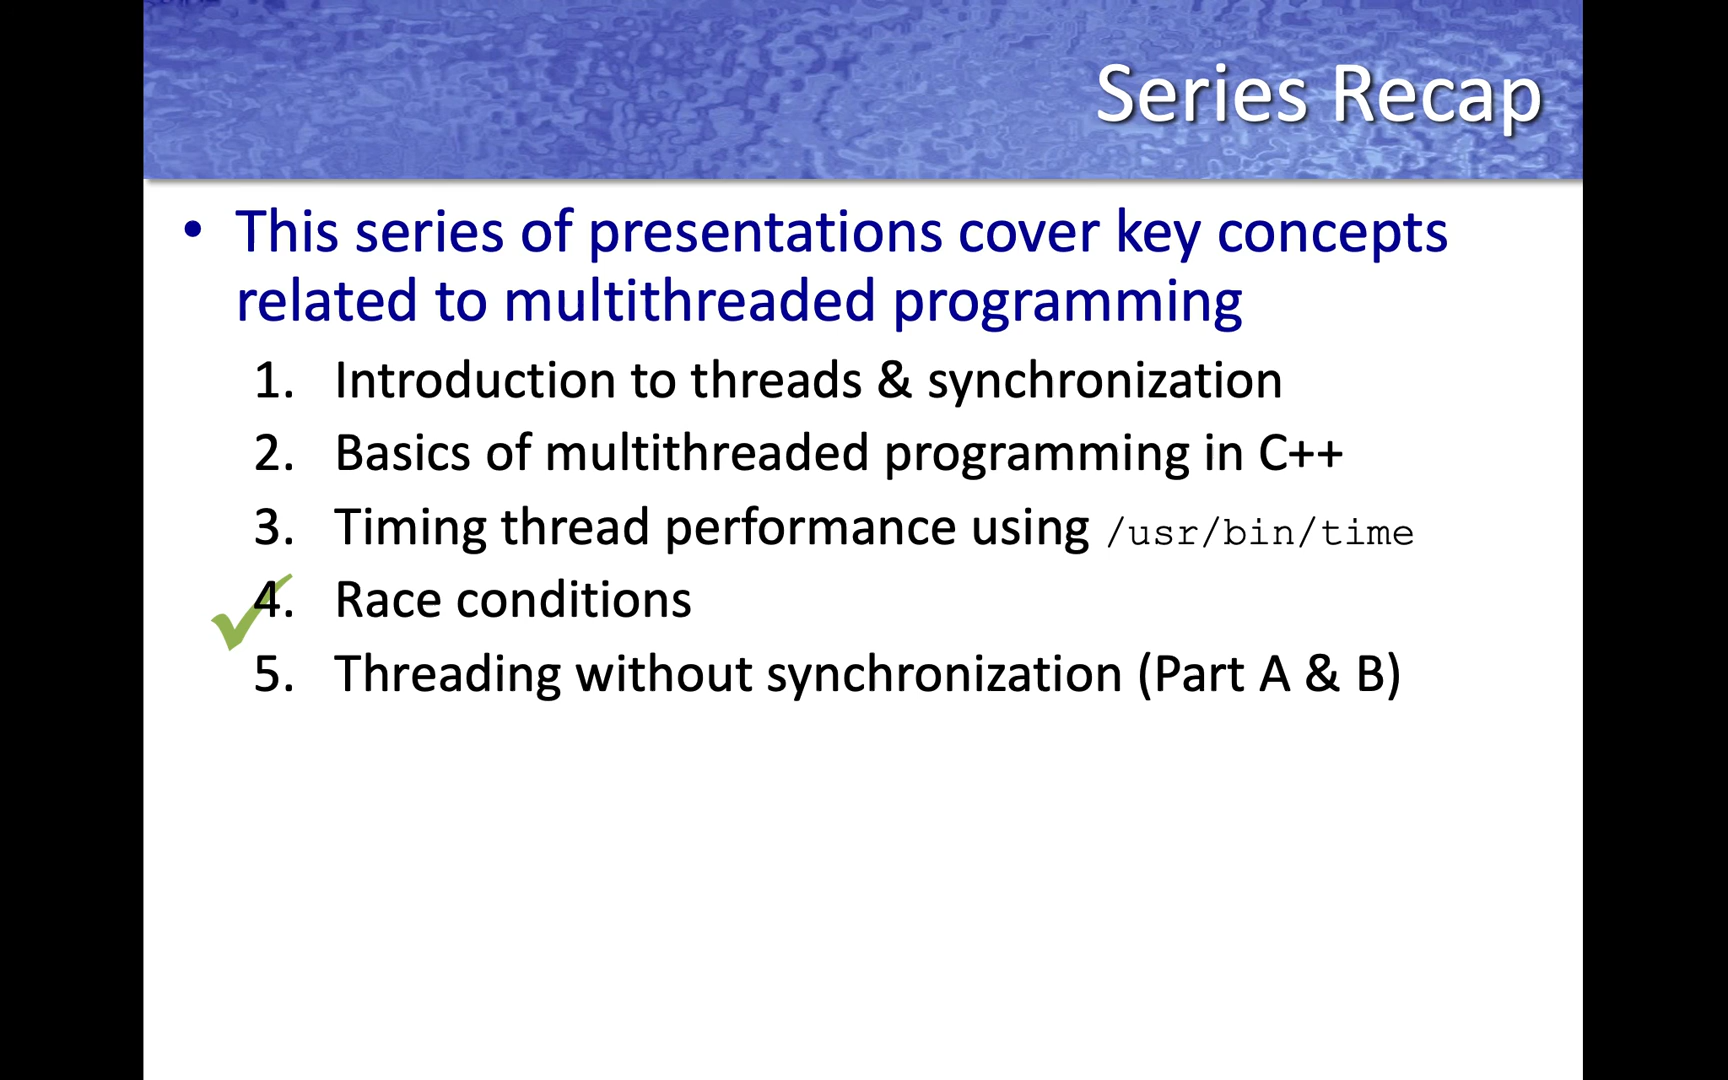 Series Recap
• This series of presentations cover key concepts
related to multithreaded programming
1. Introduction to threads & synchronization
2. Basics of multithreaded programming in C++
3. Timing thread performance using /usr/bin/time
4. Race conditions
5. Threading without synchronization (Part A & B)